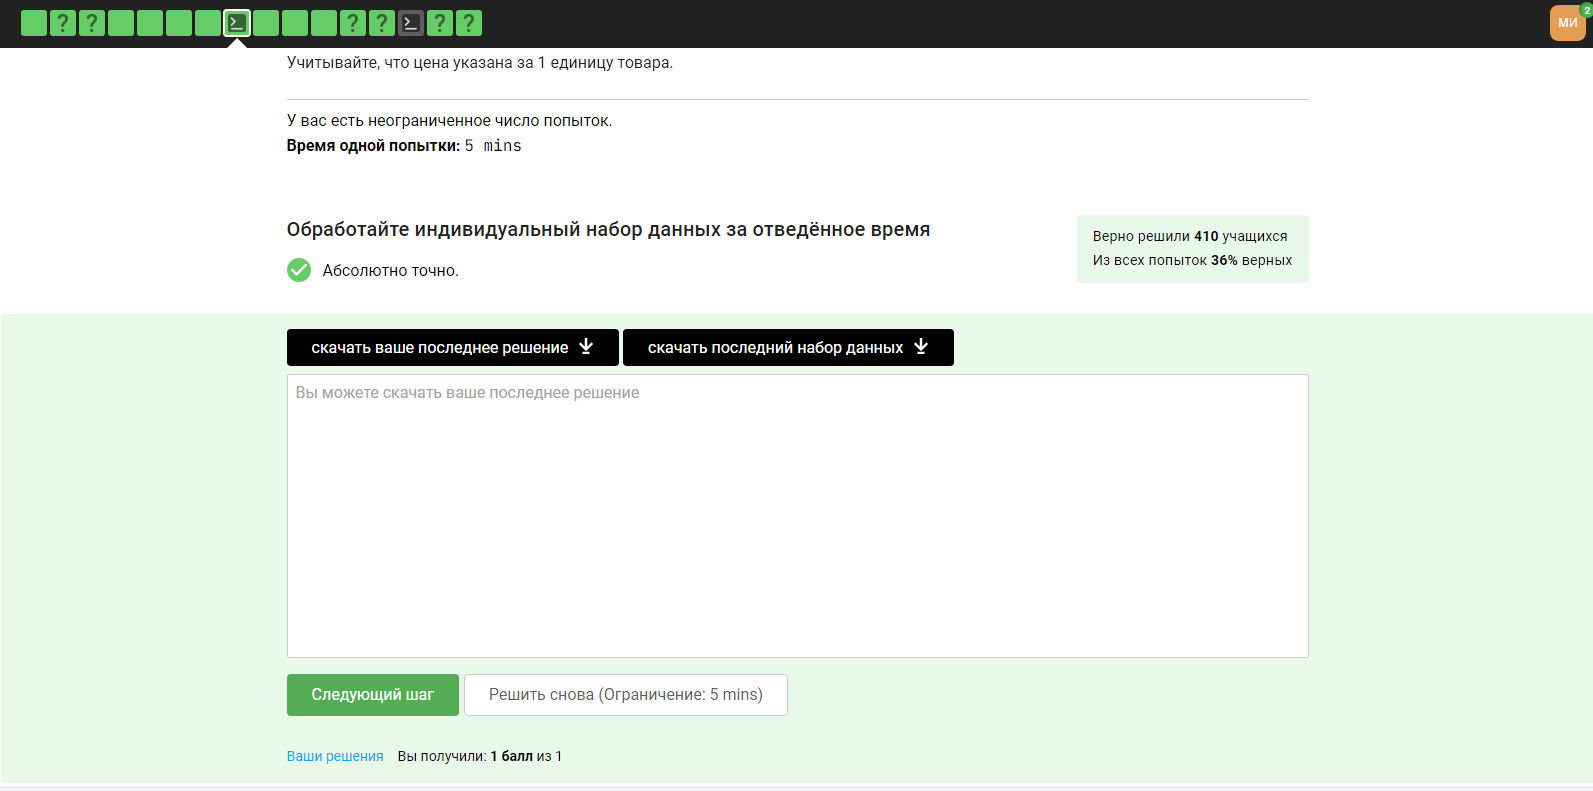 ? ? ? ? ? ?
МИ 2
Учитывайте, что цена указана за 1 единицу товара.
У вас есть неограниченное число попыток.
Время одной попытки: 5 mins
Обработайте индивидуальный набор данных за отведённое время
Абсолютно точно.
Верно решили 410 учащихся
Из всех попыток 36% верных
скачать ваше последнее решение
скачать последний набор данных
Вы можете скачать ваше последнее решение
Следующий шаг
Решить снова (Ограничение: 5 mins)
Ваши решения Вы получили: 1 балл из 1